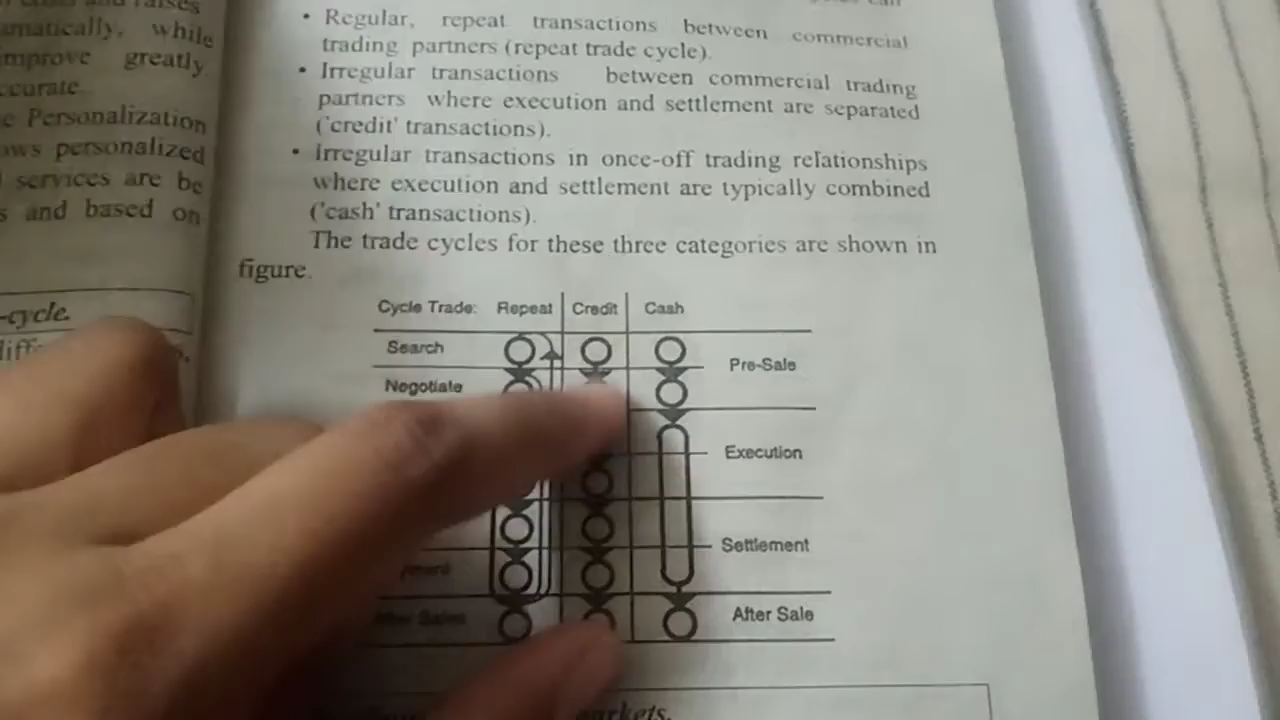 umatically, while
mprove greatly
ccurate.
e Personalization
ows personalized
services are be
s and based on
-cycle.
• Regular, repeat transactions between commercial
trading partners (repeat trade cycle).
• Irregular transactions between commercial trading
partners where execution and settlement are separated
('credit' transactions).
• Irregular transactions in once-off trading relationships
where execution and settlement are typically combined
('cash' transactions).
The trade cycles for these three categories are shown in
figure.
Cycle Trade: Repeat Credit Cash
Search
Pre-Sale
Negotiate
Execution
Settlement
After Sale